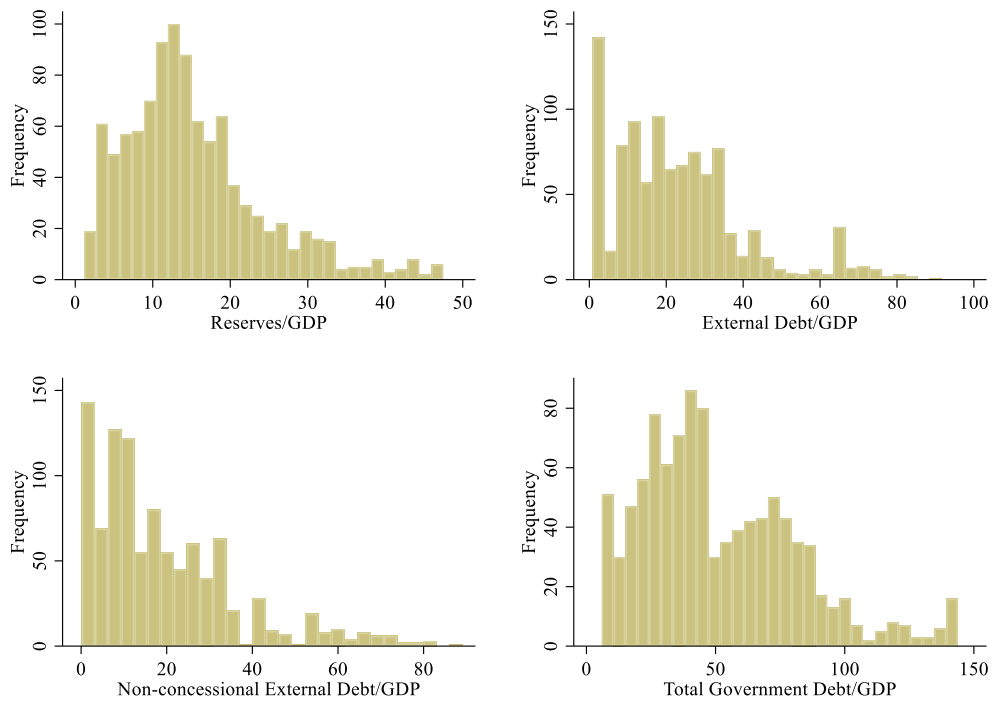 Frequency
0 20 40 60 80 100
0 10 20 30 40 50
Reserves/GDP
Frequency
0 50 100 150
0 20 40 60 80 100
External Debt/GDP
Frequency
0 50 100 150
0 20 40 60 80
Non-concessional External Debt/GDP
Frequency
0 20 40 60 80
0 50 100 150
Total Government Debt/GDP